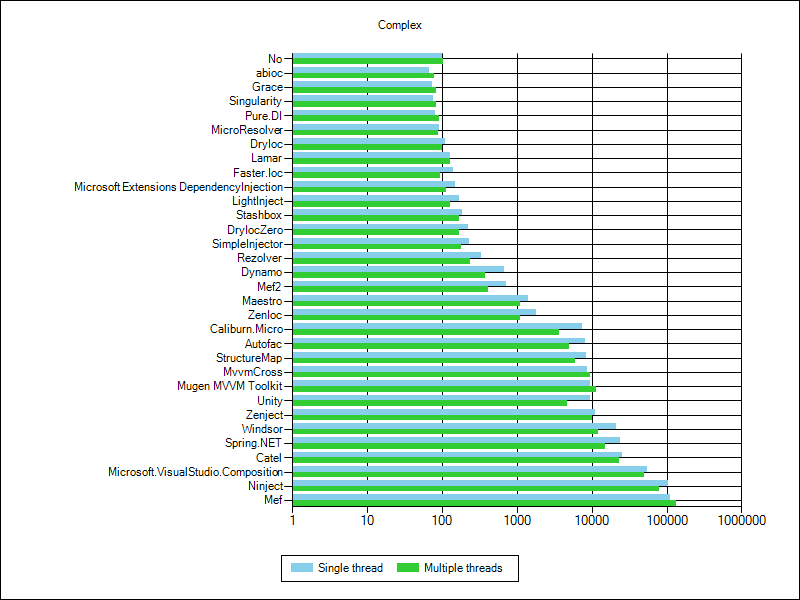 Complex
No
abioc
Grace
Singularity
Pure.DI
MicroResolver
DryIoc
Lamar
Faster.Ioc
Microsoft Extensions DependencyInjection
LightInject
Stashbox
DryIocZero
SimpleInjector
Rezolver
Dynamo
Mef2
Maestro
ZenIoc
Caliburn.Micro
Autofac
StructureMap
MvvmCross
Mugen MVVM Toolkit
Unity
Zenject
Windsor
Spring.NET
Catel
Microsoft.VisualStudio.Composition
Ninject
Mef
1 10 100 1000 10000 100000 1000000
Single thread Multiple threads